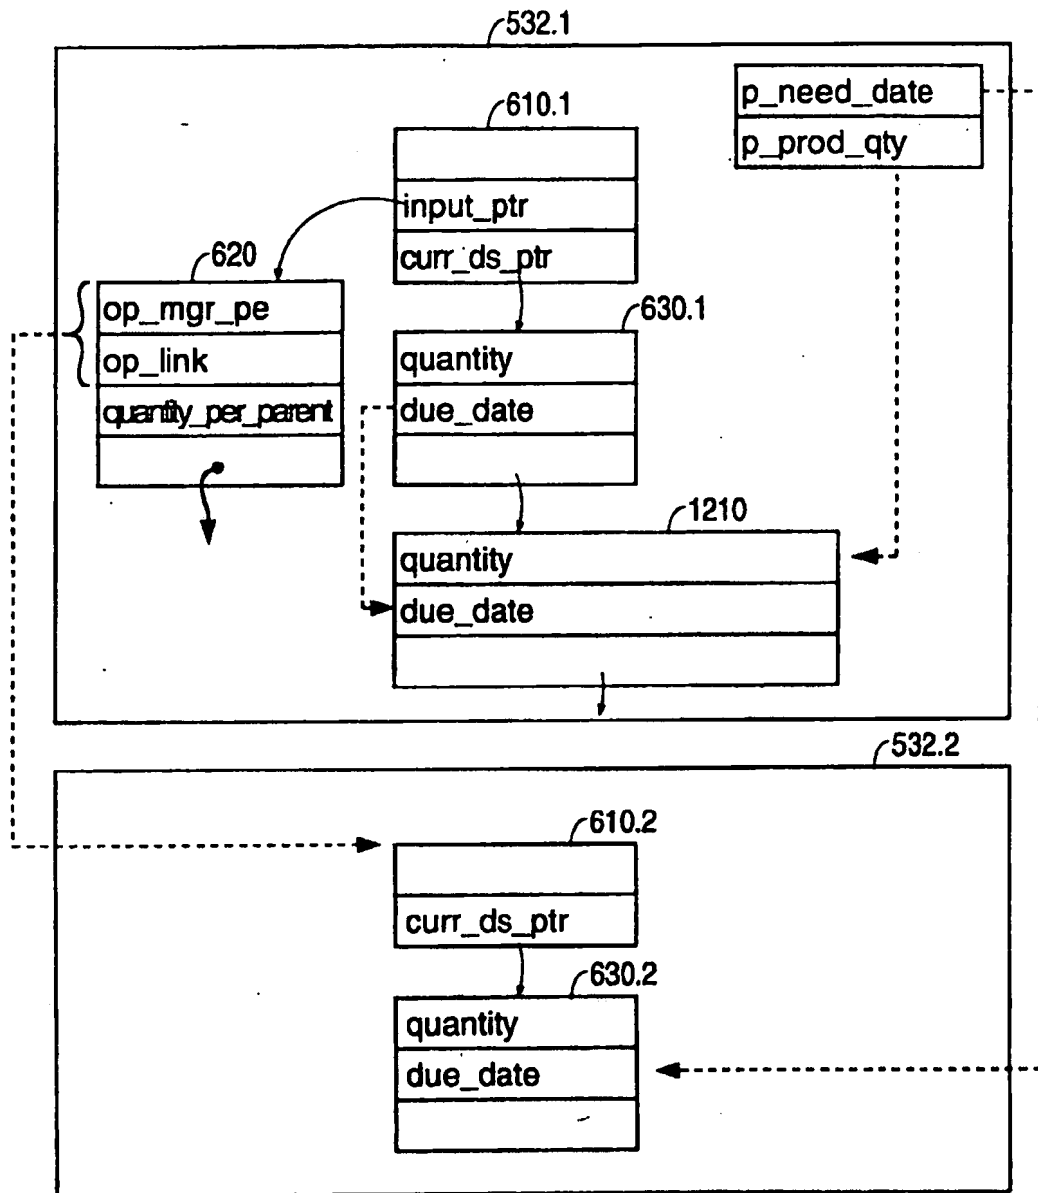 532.1
p_need_date
p_prod_qty
610.1
input_ptr
curr_ds_ptr
620
op_mgr_pe
op_link
quantity_per_parent
630.1
quantity
due_date
1210
quantity
due_date
532.2
610.2
curr_ds_ptr
630.2
quantity
due_date